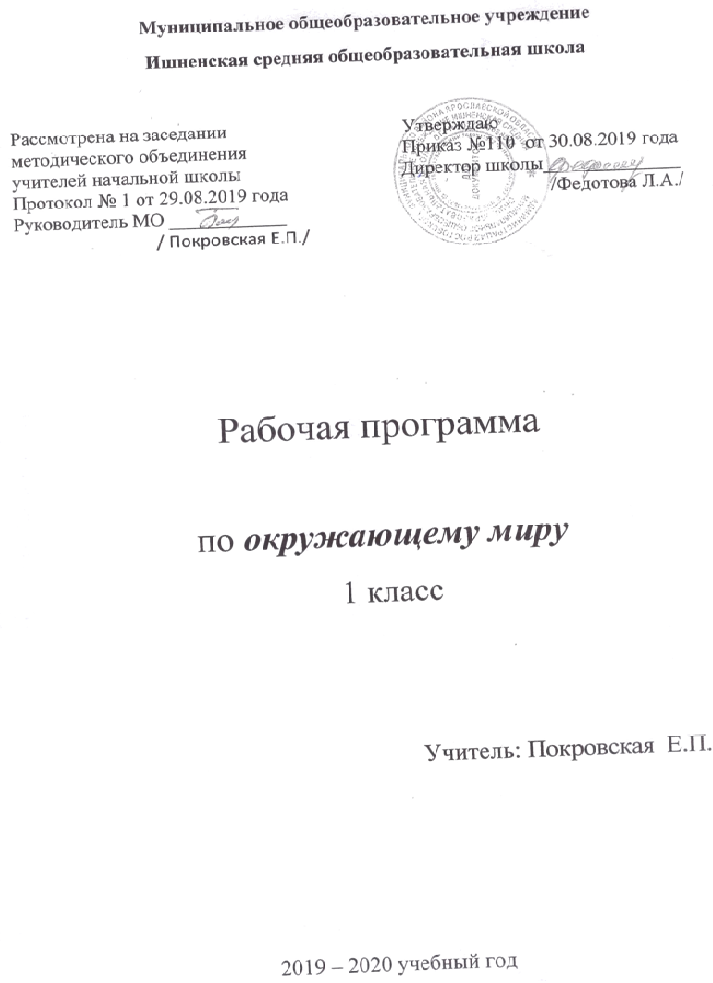 Муниципальное общеобразовательное учреждение
Ишненская средняя общеобразовательная школа
Рассмотрена на заседании
методического объединения
учителей начальной школы
Протокол № 1 от 29.08.2019 года
Руководитель МО
/ Покровская Е.П./
Утверждаю
Приказ №110 от 30.08.2019 года
Директор школы
/Федотова Л.А./
Рабочая программа
по окружающему миру
1 класс
Учитель: Покровская Е.П.
2019 – 2020 учебный год